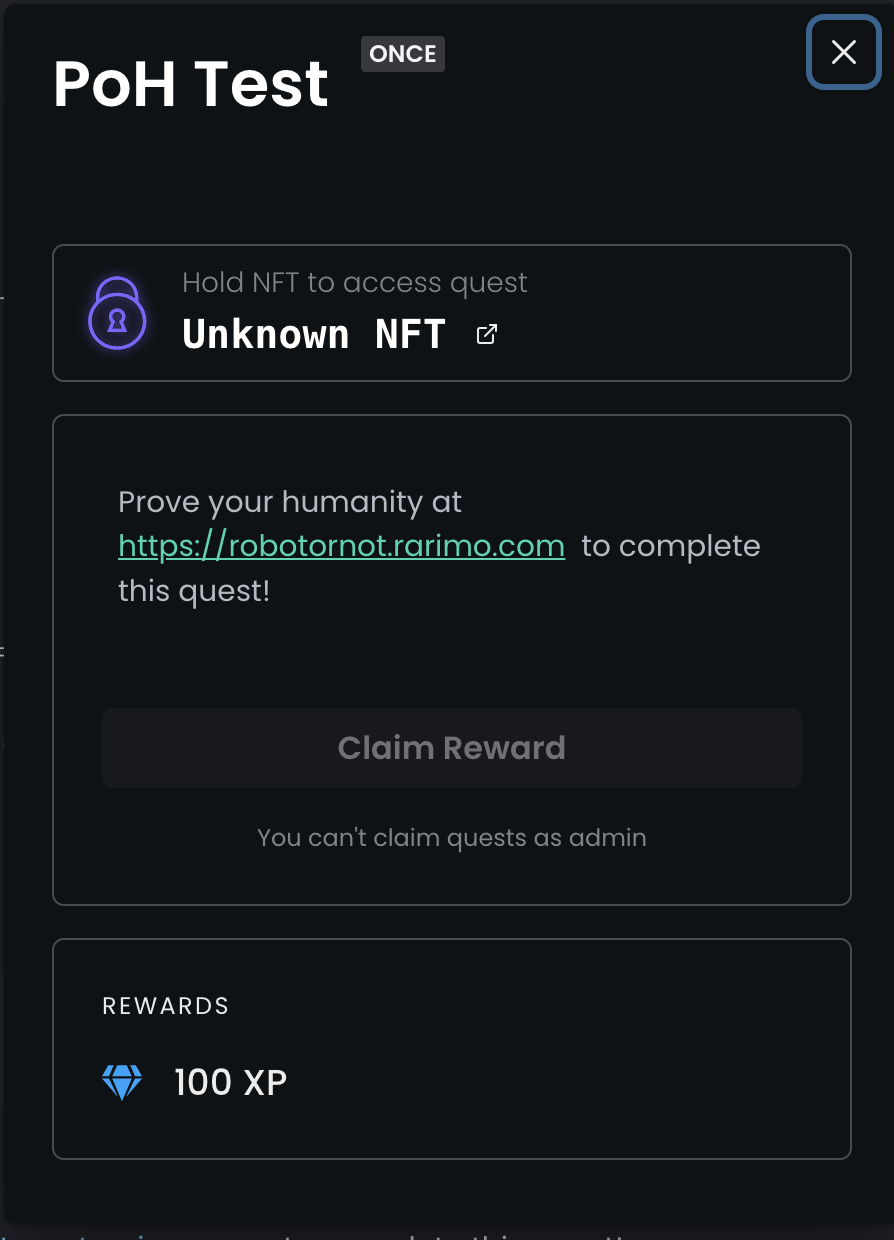 PoH Test
ONCE
Hold NFT to access quest
Unknown NFT
Prove your humanity at
https://robotornot.rarimo.com to complete
this quest!
Claim Reward
You can't claim quests as admin
REWARDS
100 XP